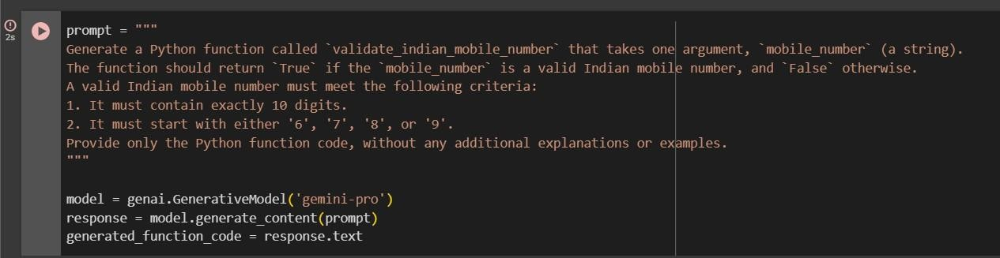 2s
prompt = """
Generate a Python function called `validate_indian_mobile_number` that takes one argument, `mobile_number` (a string).
The function should return `True` if the `mobile_number` is a valid Indian mobile number, and `False` otherwise.
A valid Indian mobile number must meet the following criteria:
1. It must contain exactly 10 digits.
2. It must start with either '6', '7', '8', or '9'.
Provide only the Python function code, without any additional explanations or examples.
"""
model = genai.GenerativeModel('gemini-pro')
response = model.generate_content(prompt)
generated_function_code = response.text